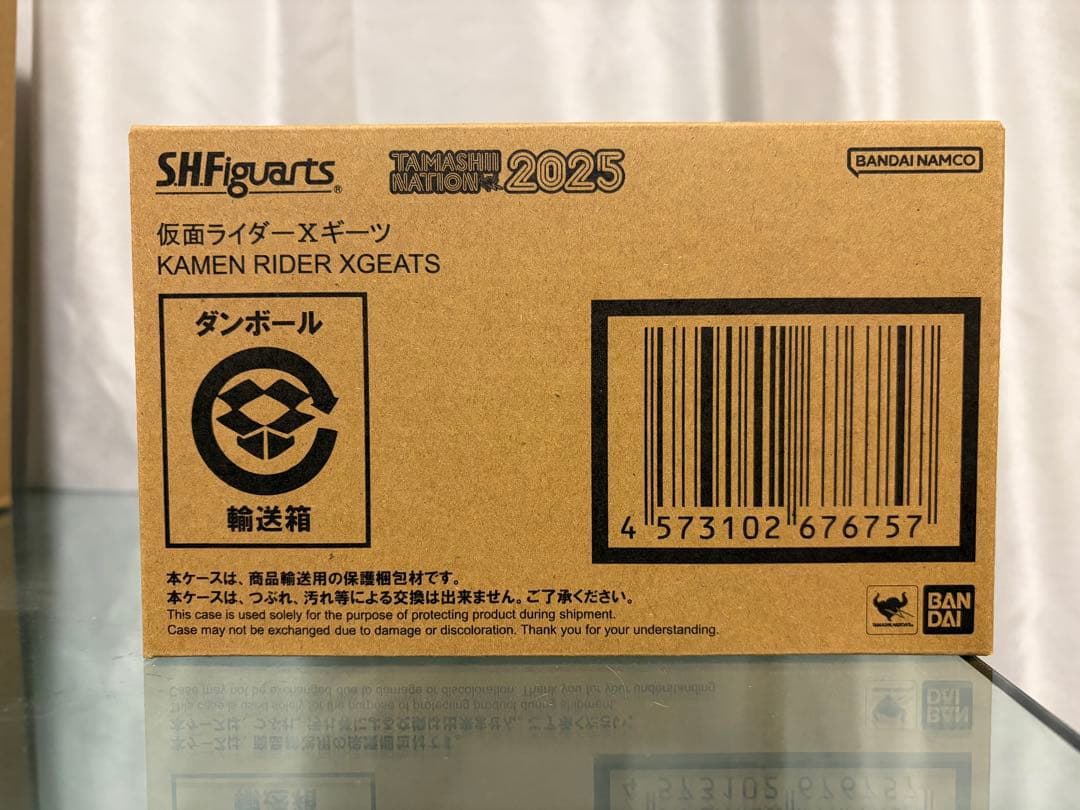 S.H.Figuarts®
TAMASHII
NATION 2025
BANDAI NAMCO
仮面ライダーXギーツ
KAMEN RIDER XGEATS
ダンボール
輸送箱
4 573102 676757
本ケースは、商品輸送用の保護梱包材です。
本ケースは、つぶれ、汚れ等による交換は出来ません。ご了承ください。
This case is used solely for the purpose of protecting product during shipment.
Case may not be exchanged due to damage or discoloration. Thank you for your understanding.
TAMASHII NATIONS
BAN
DAI